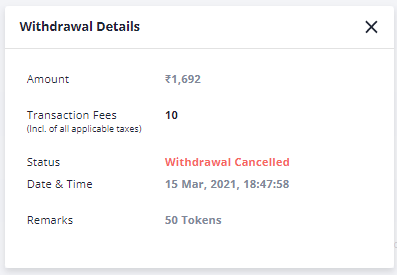 Withdrawal Details
Amount ₹1,692
Transaction Fees 10
(Incl. of all applicable taxes)
Status Withdrawal Cancelled
Date & Time 15 Mar, 2021, 18:47:58
Remarks 50 Tokens